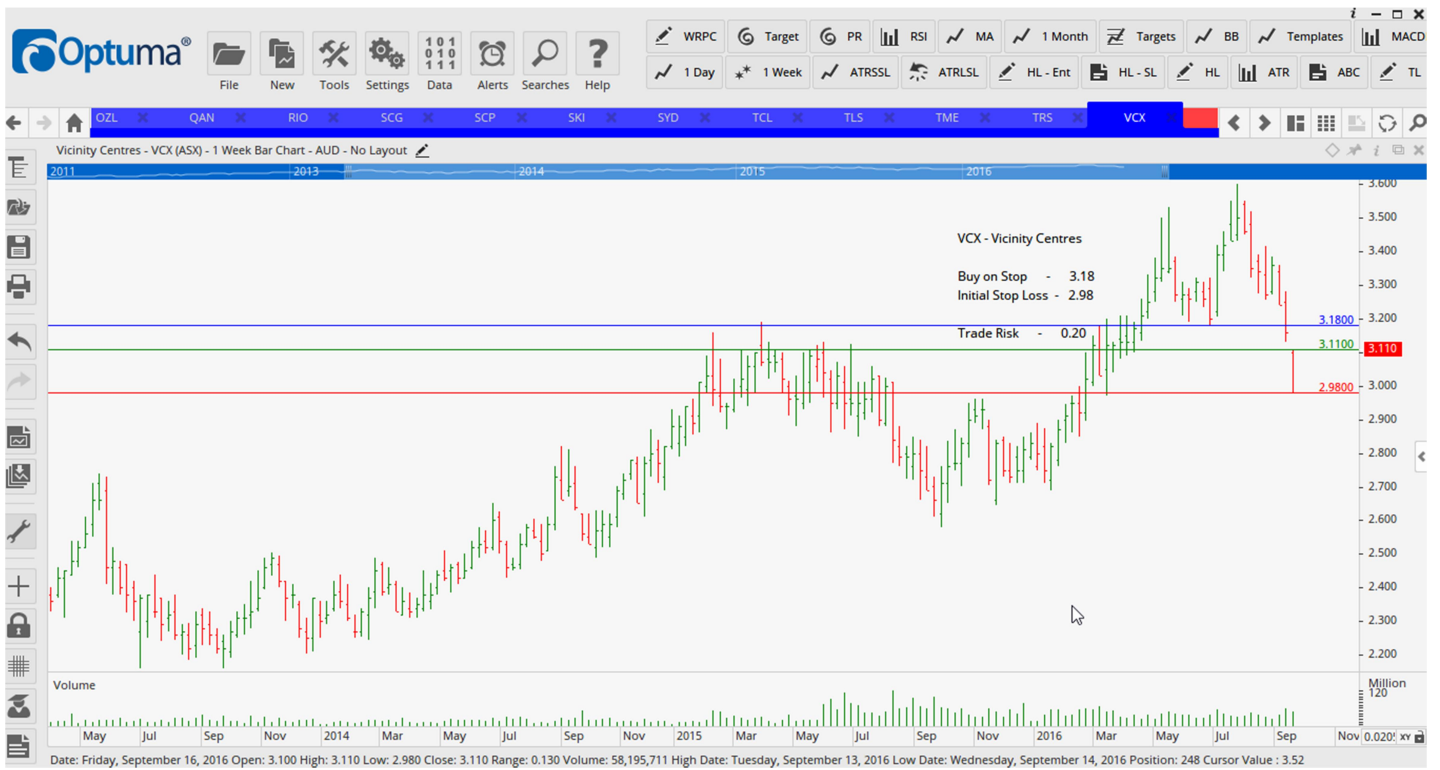 Optuma®
File
New
Tools
Settings
101
010
111
Data
Alerts
Searches
?
Help
WRPC
Target
PR
RSI
MA
1 Month
Targets
BB
Templates
MACD
1 Day
1 Week
ATRSSL
ATRLSL
HL - Ent
HL - SL
HL
ATR
ABC
TL
OZL
QAN
RIO
SCG
SCP
SKI
SYD
TCL
TLS
TME
TRS
VCX
Vicinity Centres - VCX (ASX) - 1 Week Bar Chart - AUD - No Layout
2011
2013
2014
2015
2016
VCX - Vicinity Centres
Buy on Stop - 3.18
Initial Stop Loss - 2.98
Trade Risk - 0.20
3.1800
3.1100
2.9800
3.600
3.500
3.400
3.300
3.200
3.110
3.000
2.900
2.800
2.700
2.600
2.500
2.400
2.300
2.200
Volume
Million
120
May
Jul
Sep
Nov
2014
Mar
May
Jul
Sep
Nov
2015
Mar
May
Jul
Sep
Nov
2016
Mar
May
Jul
Sep
Nov
XY
Date: Friday, September 16, 2016 Open: 3.100 High: 3.110 Low: 2.980 Close: 3.110 Range: 0.130 Volume: 58,195,711 High Date: Tuesday, September 13, 2016 Low Date: Wednesday, September 14, 2016 Position: 248 Cursor Value : 3.52